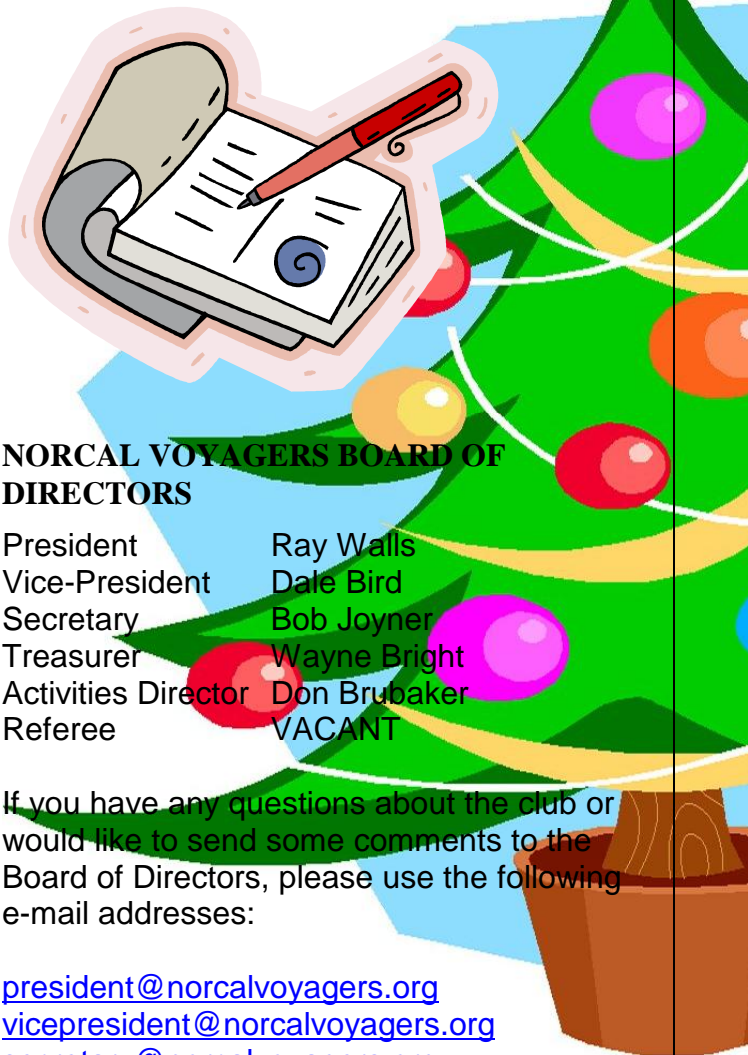 NORCAL VOYAGERS BOARD OF
DIRECTORS
President Ray Walls
Vice-President Dale Bird
Secretary Bob Joyner
Treasurer Wayne Bright
Activities Director Don Brubaker
Referee VACANT
If you have any questions about the club or
would like to send some comments to the
Board of Directors, please use the following
e-mail addresses:
president@norcalvoyagers.org
vicepresident@norcalvoyagers.org